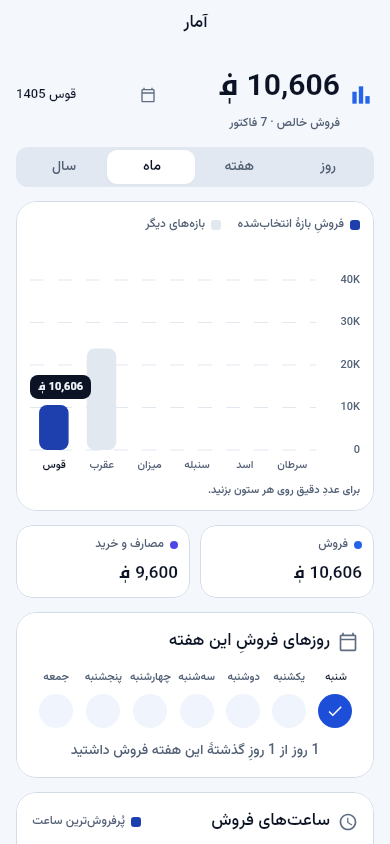 آمار
10,606 ؋
قوس 1405
فروش خالص · 7 فاکتور
روز
هفته
ماه
سال
فروشِ بازهٔ انتخاب‌شده
بازه‌های دیگر
40K
30K
20K
10K
0
10,606 ؋
سرطان
اسد
سنبله
میزان
عقرب
قوس
برای عددِ دقیق روی هر ستون بزنید.
فروش
10,606 ؋
مصارف و خرید
9,600 ؋
روزهای فروشِ این هفته
شنبه
یکشنبه
دوشنبه
سه‌شنبه
چهارشنبه
پنجشنبه
جمعه
1 روز از 1 روزِ گذشتهٔ این هفته فروش داشتید
ساعت‌های فروش
پُرفروش‌ترین ساعت